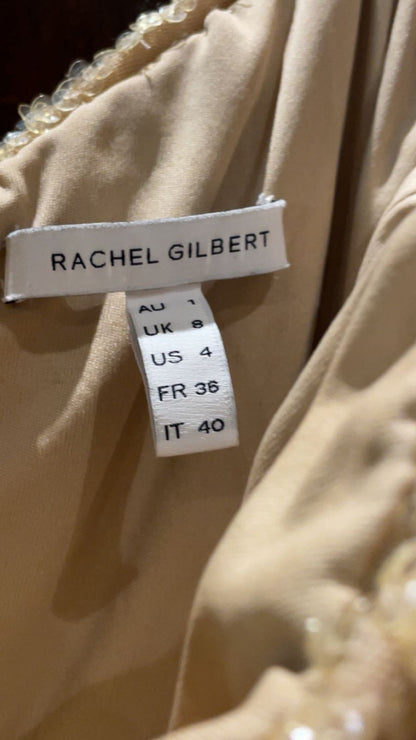 RACHEL GILBERT
AU 1
UK 8
US 4
FR 36
IT 40